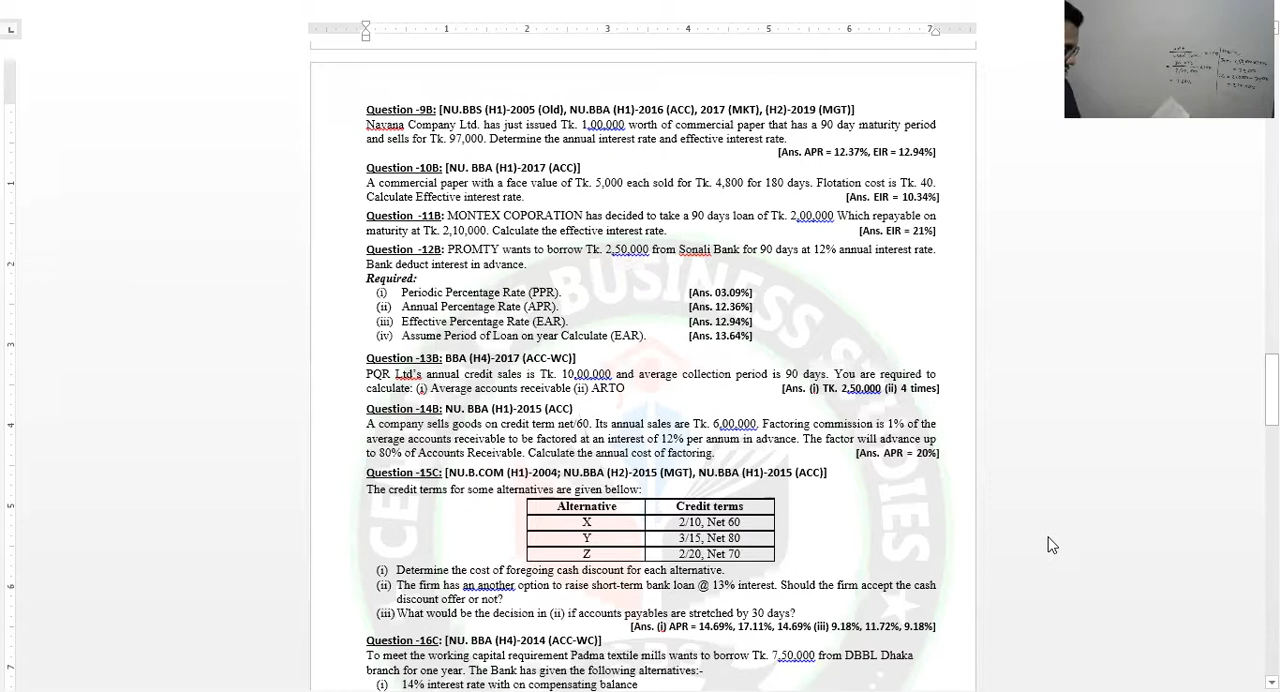 1 2 3 4 5 6 7
Question -9B: [NU.BBS (H1)-2005 (Old), NU.BBA (H1)-2016 (ACC), 2017 (MKT), (H2)-2019 (MGT)]
Navana Company Ltd. has just issued Tk. 1,00,000 worth of commercial paper that has a 90 day maturity period
and sells for Tk. 97,000. Determine the annual interest rate and effective interest rate.
[Ans. APR = 12.37%, EIR = 12.94%]
Question -10B: [NU. BBA (H1)-2017 (ACC)]
A commercial paper with a face value of Tk. 5,000 each sold for Tk. 4,800 for 180 days. Flotation cost is Tk. 40.
Calculate Effective interest rate. [Ans. EIR = 10.34%]
Question -11B: MONTEX COPORATION has decided to take a 90 days loan of Tk. 2,00,000 Which repayable on
maturity at Tk. 2,10,000. Calculate the effective interest rate. [Ans. EIR = 21%]
Question -12B: PROMTY wants to borrow Tk. 2,50,000 from Sonali Bank for 90 days at 12% annual interest rate.
Bank deduct interest in advance.
Required:
(i) Periodic Percentage Rate (PPR). [Ans. 03.09%]
(ii) Annual Percentage Rate (APR). [Ans. 12.36%]
(iii) Effective Percentage Rate (EAR). [Ans. 12.94%]
(iv) Assume Period of Loan on year Calculate (EAR). [Ans. 13.64%]
Question -13B: BBA (H4)-2017 (ACC-WC)]
PQR Ltd's annual credit sales is Tk. 10,00,000 and average collection period is 90 days. You are required to
calculate: (i) Average accounts receivable (ii) ARTO [Ans. (i) TK. 2,50,000 (ii) 4 times]
Question -14B: NU. BBA (H1)-2015 (ACC)
A company sells goods on credit term net/60. Its annual sales are Tk. 6,00,000. Factoring commission is 1% of the
average accounts receivable to be factored at an interest of 12% per annum in advance. The factor will advance up
to 80% of Accounts Receivable. Calculate the annual cost of factoring. [Ans. APR = 20%]
Question -15C: [NU.B.COM (H1)-2004; NU.BBA (H2)-2015 (MGT), NU.BBA (H1)-2015 (ACC)]
The credit terms for some alternatives are given bellow:
Alternative Credit terms
X 2/10, Net 60
Y 3/15, Net 80
Z 2/20, Net 70
(i) Determine the cost of foregoing cash discount for each alternative.
(ii) The firm has an another option to raise short-term bank loan @ 13% interest. Should the firm accept the cash
discount offer or not?
(iii) What would be the decision in (ii) if accounts payables are stretched by 30 days?
[Ans. (i) APR = 14.69%, 17.11%, 14.69% (iii) 9.18%, 11.72%, 9.18%]
Question -16C: [NU. BBA (H4)-2014 (ACC-WC)]
To meet the working capital requirement Padma textile mills wants to borrow Tk. 7,50,000 from DBBL Dhaka
branch for one year. The Bank has given the following alternatives:-
(i) 14% interest rate with on compensating balance